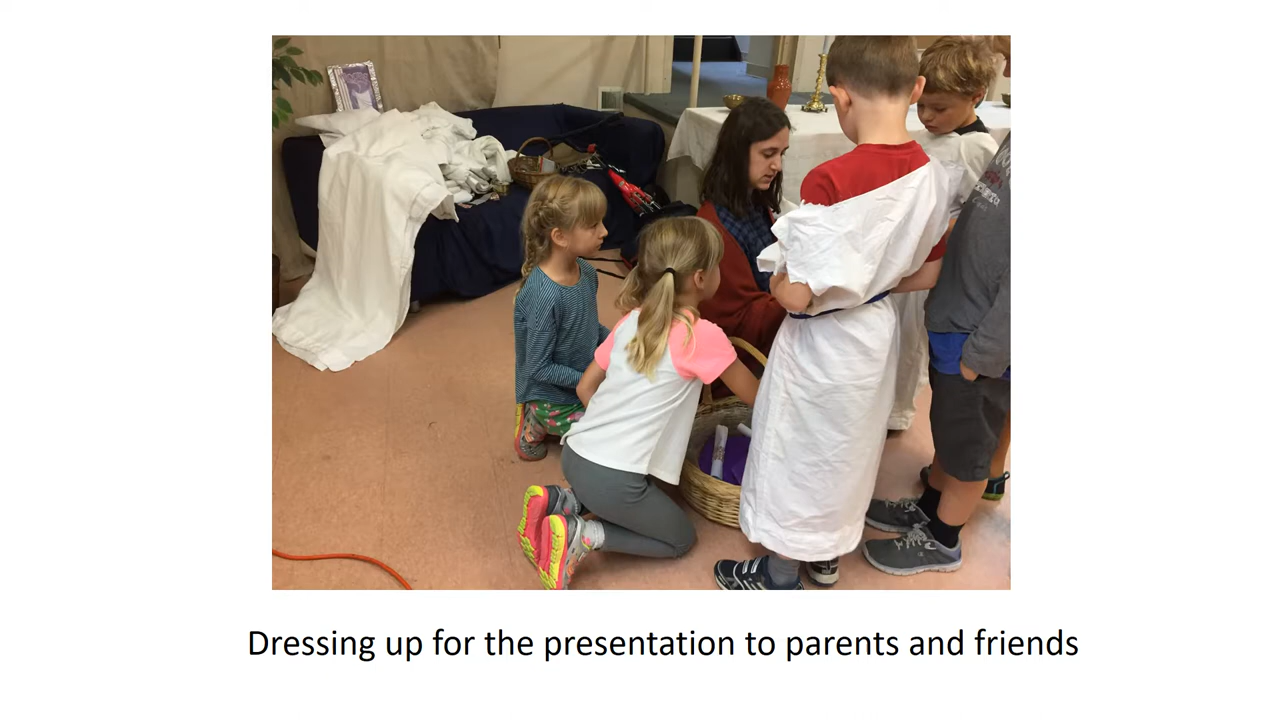 Dressing up for the presentation to parents and friends